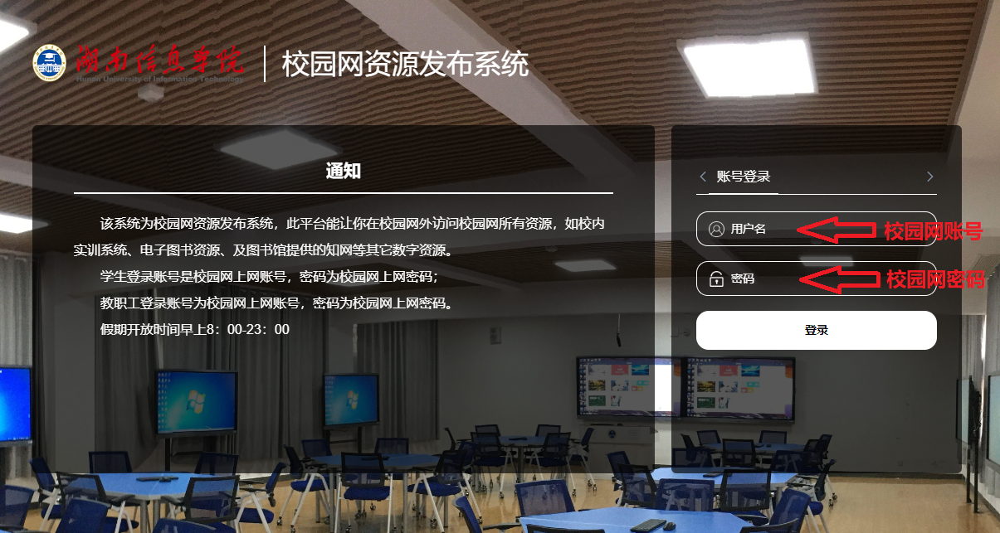 湖南信息学院
Hunan University of Information Technology
校园网资源发布系统
通知
该系统为校园网资源发布系统，此平台能让你在校园网外访问校园网所有资源，如校内
实训系统、电子图书资源、及图书馆提供的知网等其它数字资源。
学生登录账号是校园网上网账号，密码为校园网上网密码；
教职工登录账号为校园网上网账号，密码为校园网上网密码。
假期开放时间早上8：00-23：00
账号登录
用户名
校园网账号
密码
校园网密码
登录